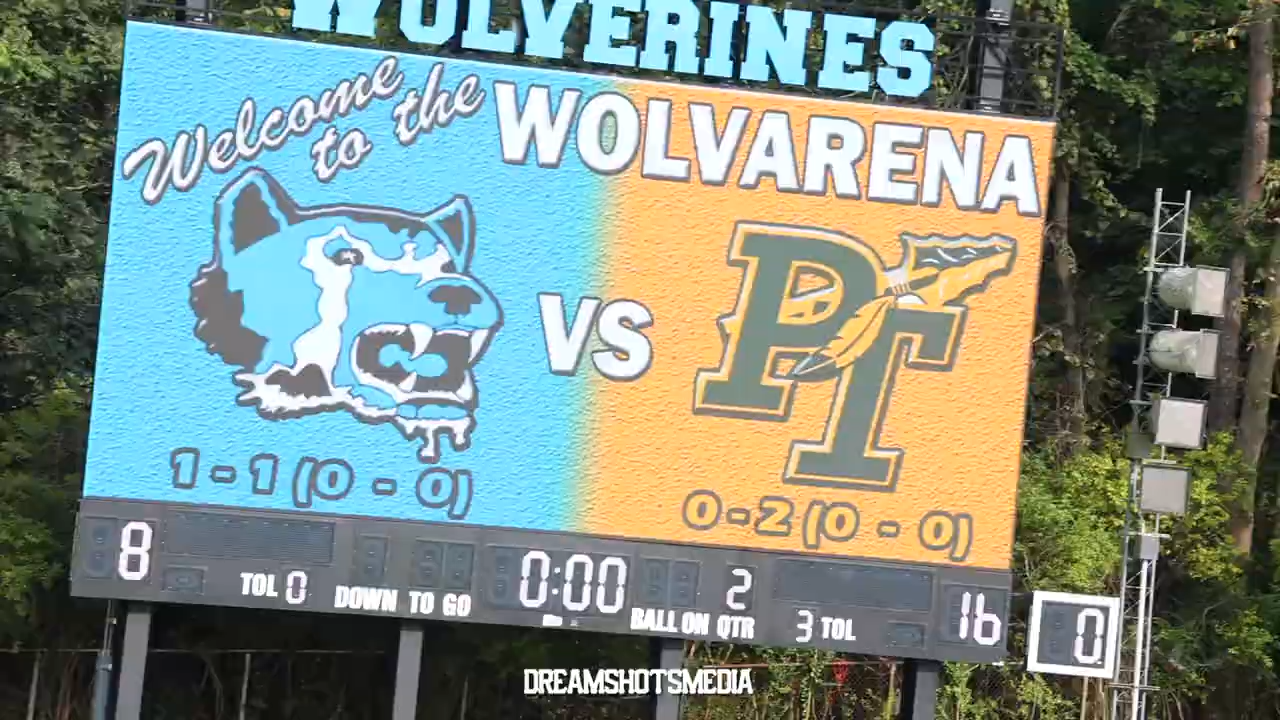 WOLVERINES
Welcome to the WOLVARENA
VS
PT
1 - 1 (0 - 0)
0 - 2 (0 - 0)
8
TOL 0
DOWN TO GO
0:00
BALL ON
2
QTR
3 TOL
16
0
DREAMSHOTSMEDIA